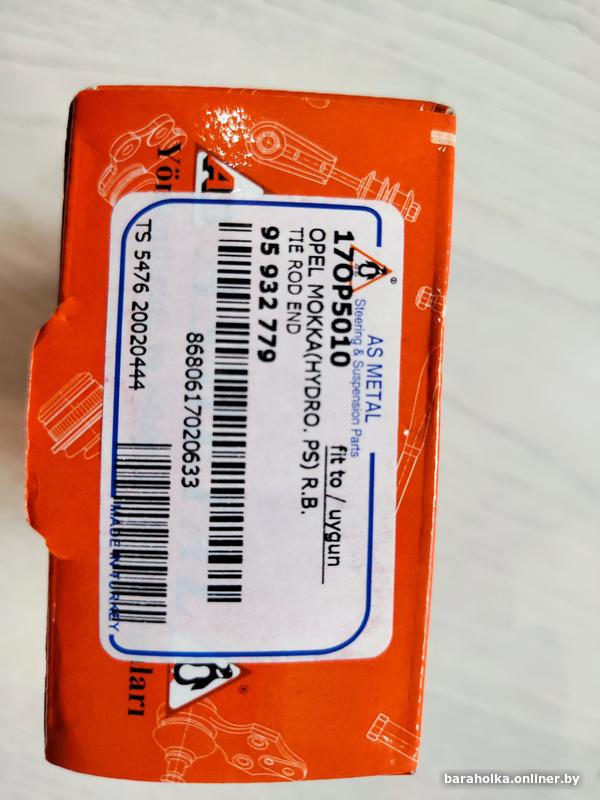 AS METAL
Steering & Suspension Parts
17OP5010 fit to / uygun
OPEL MOKKA(HYDRO. PS) R.B.
TIE ROD END
95 932 779
8680617020633
TS 5476 20020444
MADE IN TURKEY
baraholka.onliner.by